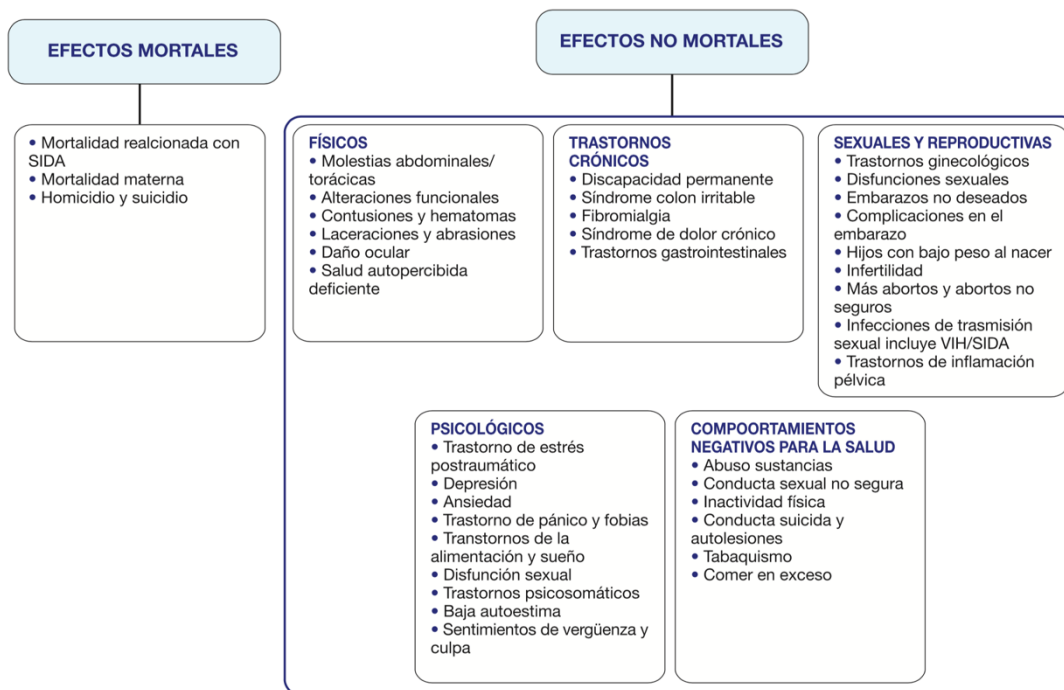 EFECTOS MORTALES
• Mortalidad realcionada con
SIDA
• Mortalidad materna
• Homicidio y suicidio
EFECTOS NO MORTALES
FÍSICOS
• Molestias abdominales/
torácicas
• Alteraciones funcionales
• Contusiones y hematomas
• Laceraciones y abrasiones
• Daño ocular
• Salud autopercibida
deficiente
TRASTORNOS
CRÓNICOS
• Discapacidad permanente
• Síndrome colon irritable
• Fibromialgia
• Síndrome de dolor crónico
• Trastornos gastrointestinales
SEXUALES Y REPRODUCTIVAS
• Trastornos ginecológicos
• Disfunciones sexuales
• Embarazos no deseados
• Complicaciones en el
embarazo
• Hijos con bajo peso al nacer
• Infertilidad
• Más abortos y abortos no
seguros
• Infecciones de trasmisión
sexual incluye VIH/SIDA
• Trastornos de inflamación
pélvica
PSICOLÓGICOS
• Trastorno de estrés
postraumático
• Depresión
• Ansiedad
• Trastorno de pánico y fobias
• Transtornos de la
alimentación y sueño
• Disfunción sexual
• Trastornos psicosomáticos
• Baja autoestima
• Sentimientos de vergüenza y
culpa
COMPOORTAMIENTOS
NEGATIVOS PARA LA SALUD
• Abuso sustancias
• Conducta sexual no segura
• Inactividad física
• Conducta suicida y
autolesiones
• Tabaquismo
• Comer en exceso